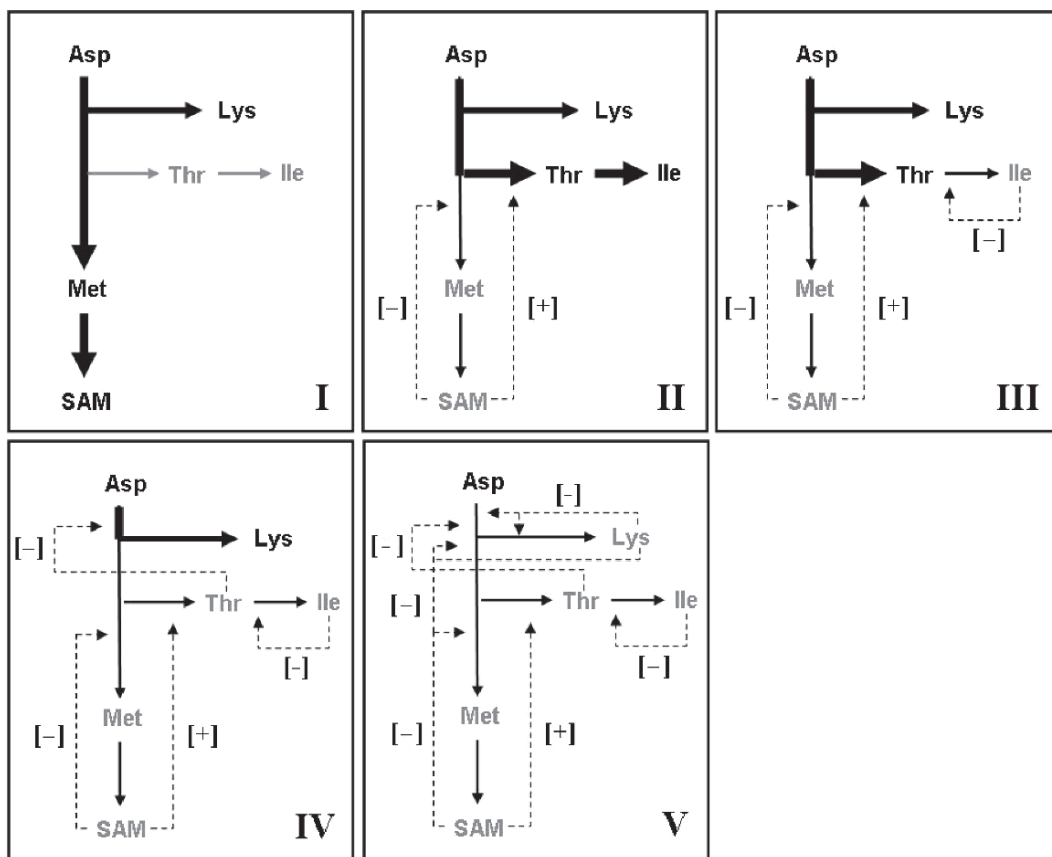 Asp
Lys
Thr Ile
Met
SAM
I
Asp
Lys
Thr Ile
Met
[−] [+]
SAM
II
Asp
Lys
Thr Ile
[−]
Met
[−] [+]
SAM
III
Asp
[−] Lys
Thr Ile
[−]
Met
[−] [+]
SAM
IV
Asp
[-]
[−] Lys
[−] Thr Ile
[−]
Met
[−] [+]
SAM
V